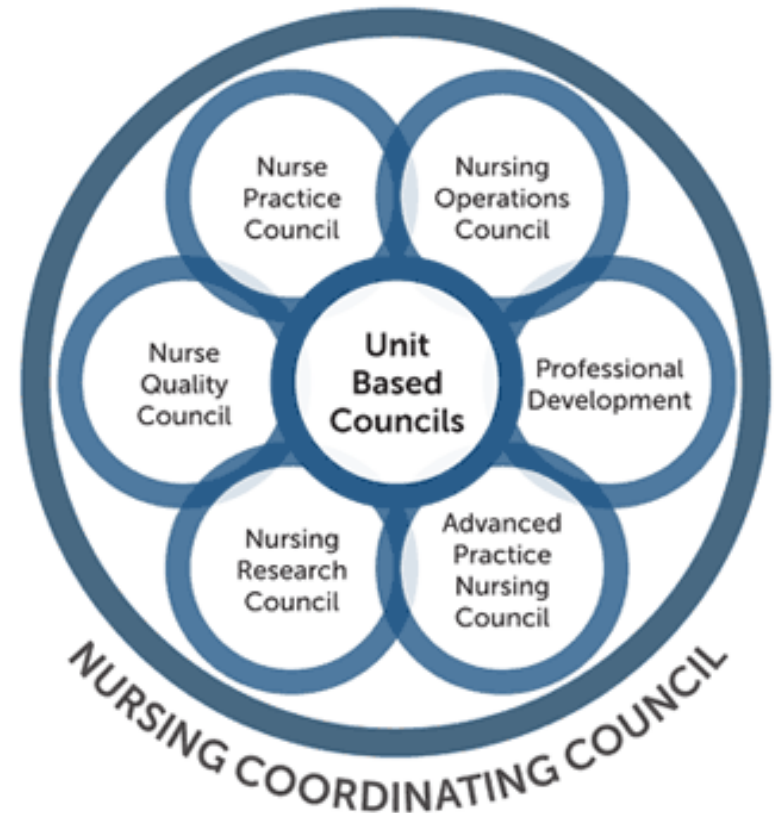 Nurse
Practice
Council
Nursing
Operations
Council
Nurse
Quality
Council
Unit
Based
Councils
Professional
Development
Nursing
Research
Council
Advanced
Practice
Nursing
Council
NURSING COORDINATING COUNCIL